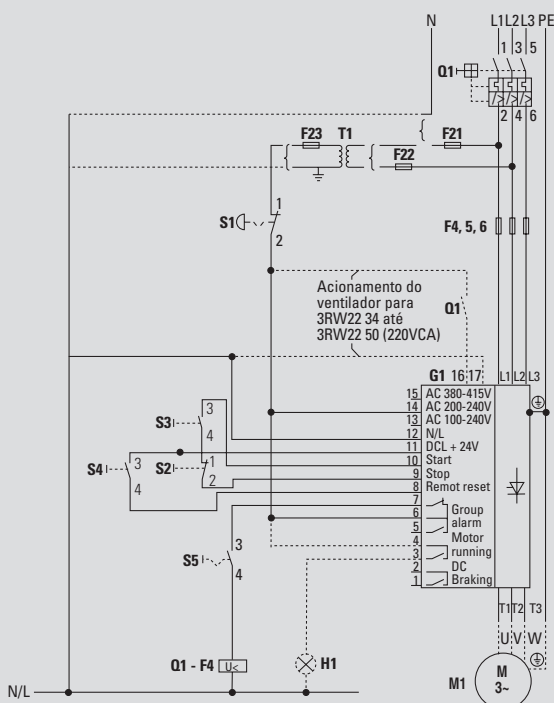 N
L1 L2 L3 PE
1 3 5
Q1
2 4 6
F23 T1 F21
F22
1
S1
2
F4, 5, 6
Acionamento do
ventilador para
3RW22 34 até
3RW22 50 (220VCA)
Q1
G1 16 17 L1 L2 L3
15 AC 380-415V
14 AC 200-240V
13 AC 100-240V
12 N/L
11 DCL + 24V
10 Start
9 Stop
8 Remot reset
7
6 Group
5 alarm
4 Motor
3 running
2 DC
1 Braking
S3 3
4
S4 3
4
S2 1
2
S5 3
4
T1 T2 T3
U V W
Q1 - F4 U<
H1
M1 M
3~
N/L